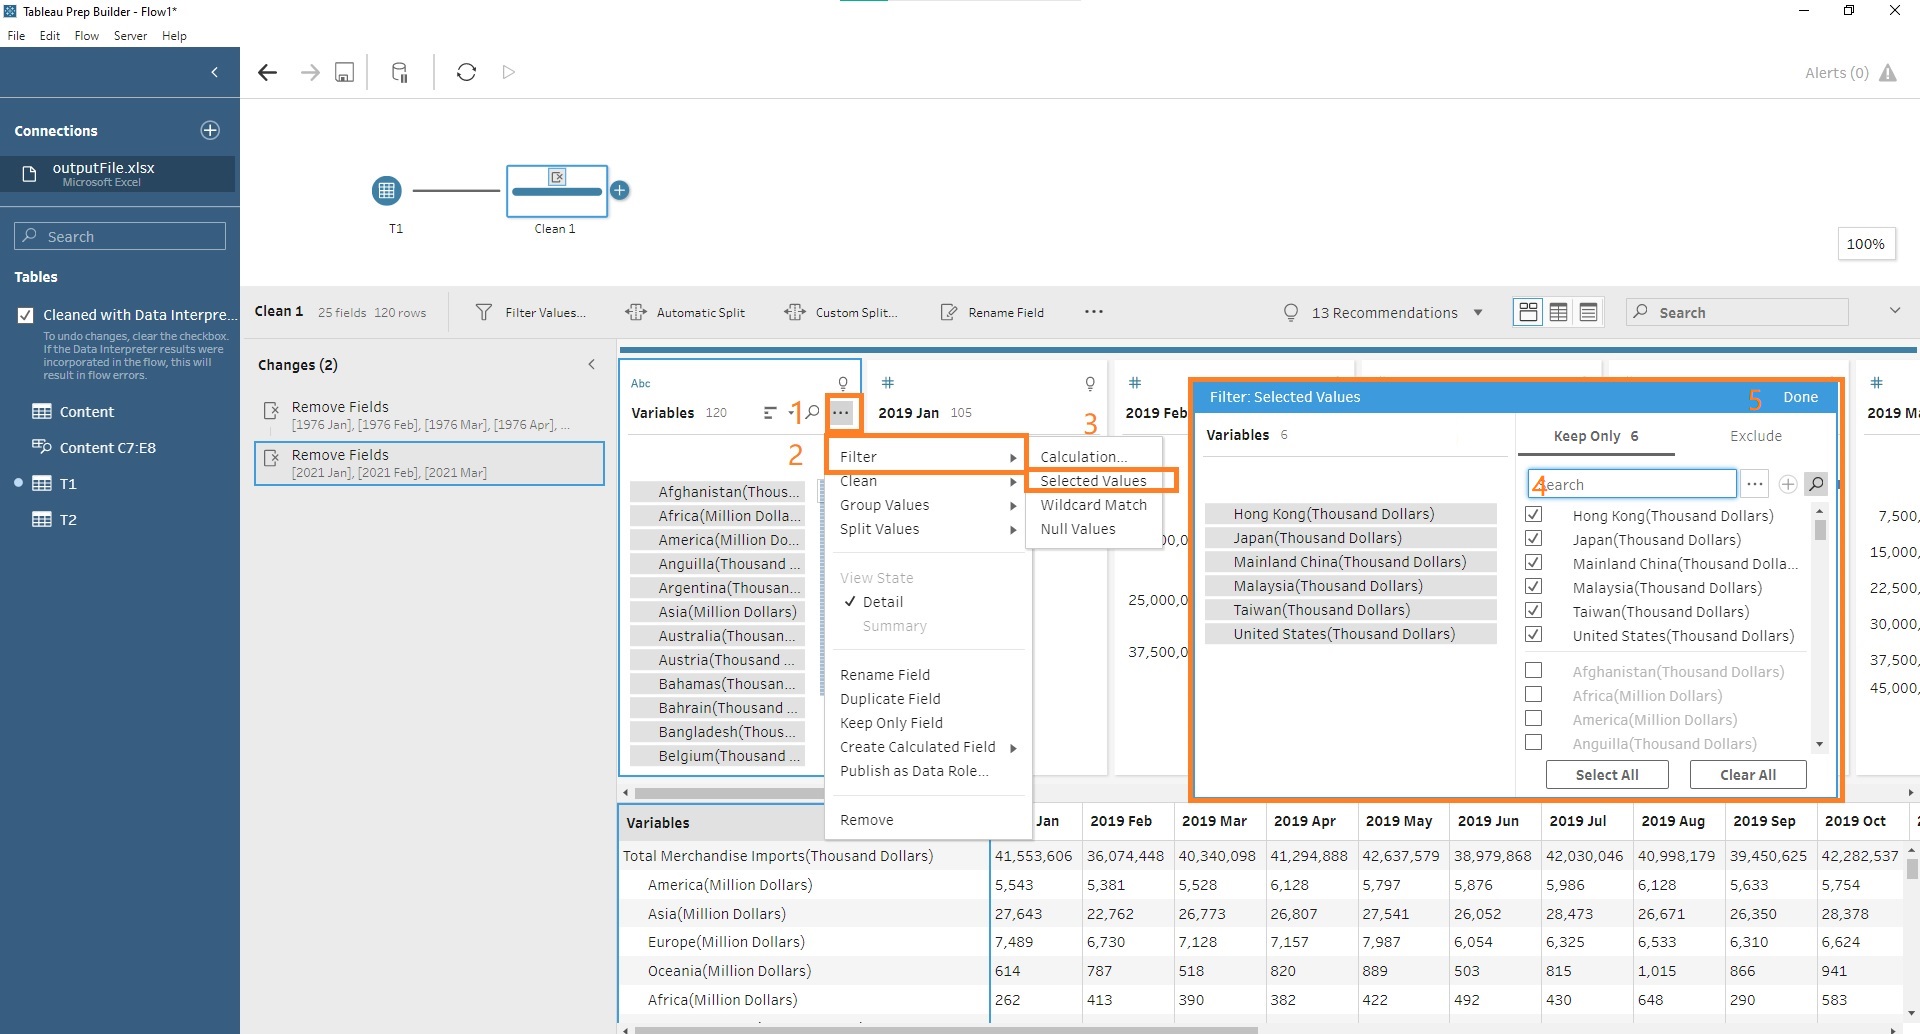 Tableau Prep Builder - Flow1*
File Edit Flow Server Help
Alerts (0)
Connections
outputFile.xlsx
Microsoft Excel
Search
Tables
Cleaned with Data Interpre...
To undo changes, clear the checkbox.
If the Data Interpreter results were
incorporated in the flow, this will
result in flow errors.
Content
Content C7:E8
T1
T2
T1
Clean 1
100%
Clean 1 25 fields 120 rows
Filter Values...
Automatic Split
Custom Split...
Rename Field
13 Recommendations
Search
Changes (2)
Remove Fields
[1976 Jan], [1976 Feb], [1976 Mar], [1976 Apr], ...
Remove Fields
[2021 Jan], [2021 Feb], [2021 Mar]
Abc
Variables 120
Afghanistan(Thous...
Africa(Million Dolla...
America(Million Do...
Anguilla(Thousand ...
Argentina(Thousan...
Asia(Million Dollars)
Australia(Thousan...
Austria(Thousand ...
Bahamas(Thousan...
Bahrain(Thousand ...
Bangladesh(Thous...
Belgium(Thousand ...
1
2
3
2019 Jan 105
Filter
Clean
Group Values
Split Values
View State
Detail
Summary
Rename Field
Duplicate Field
Keep Only Field
Create Calculated Field
Publish as Data Role...
Remove
Calculation...
Selected Values
Wildcard Match
Null Values
2019 Feb
25,000,0
37,500,0
Filter: Selected Values
5
Done
Variables 6
Hong Kong(Thousand Dollars)
Japan(Thousand Dollars)
Mainland China(Thousand Dollars)
Malaysia(Thousand Dollars)
Taiwan(Thousand Dollars)
United States(Thousand Dollars)
Keep Only 6
Exclude
4
Search
Hong Kong(Thousand Dollars)
Japan(Thousand Dollars)
Mainland China(Thousand Dolla...
Malaysia(Thousand Dollars)
Taiwan(Thousand Dollars)
United States(Thousand Dollars)
Afghanistan(Thousand Dollars)
Africa(Million Dollars)
America(Million Dollars)
Anguilla(Thousand Dollars)
Select All
Clear All
2019 M
7,500,
15,000,
22,500,
30,000,
37,500,
45,000,
Variables Jan 2019 Feb 2019 Mar 2019 Apr 2019 May 2019 Jun 2019 Jul 2019 Aug 2019 Sep 2019 Oct
Total Merchandise Imports(Thousand Dollars) 41,553,606 36,074,448 40,340,098 41,294,888 42,637,579 38,979,868 42,030,046 40,998,179 39,450,625 42,282,537
America(Million Dollars) 5,543 5,381 5,528 6,128 5,797 5,876 5,986 6,128 5,633 5,754
Asia(Million Dollars) 27,643 22,762 26,773 26,807 27,541 26,052 28,473 26,671 26,350 28,378
Europe(Million Dollars) 7,489 6,730 7,128 7,157 7,987 6,054 6,325 6,533 6,310 6,624
Oceania(Million Dollars) 614 787 518 820 889 503 815 1,015 866 941
Africa(Million Dollars) 262 413 390 382 422 492 430 648 290 583